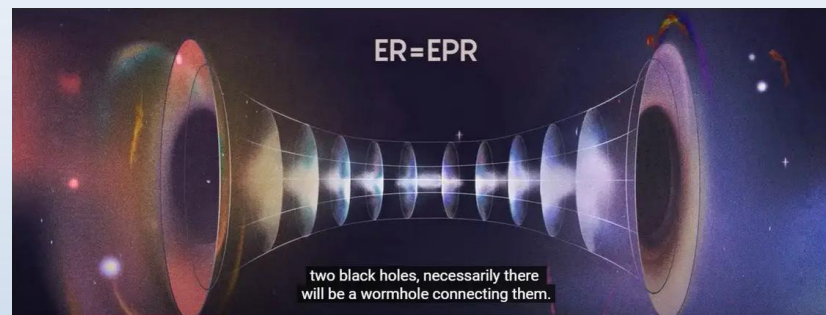 ER=EPR
two black holes, necessarily there
will be a wormhole connecting them.